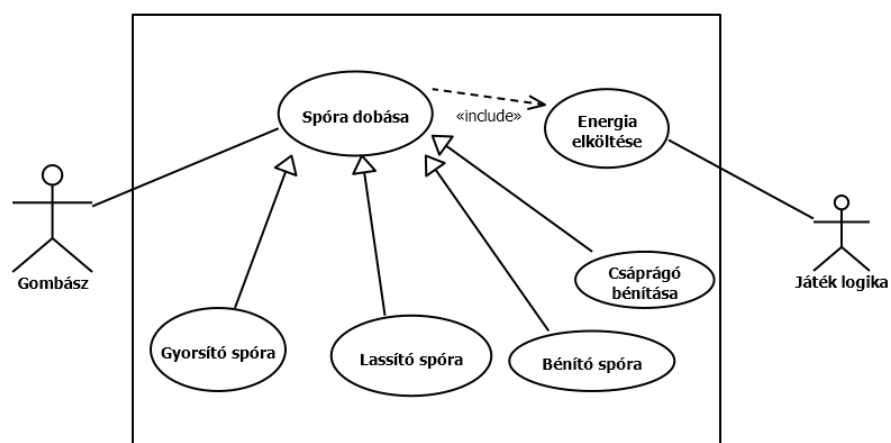 Spóra dobása
«include»
Energia
elköltése
Gombász
Játék logika
Csáprágó
bénítása
Gyorsító spóra
Lassító spóra
Bénító spóra